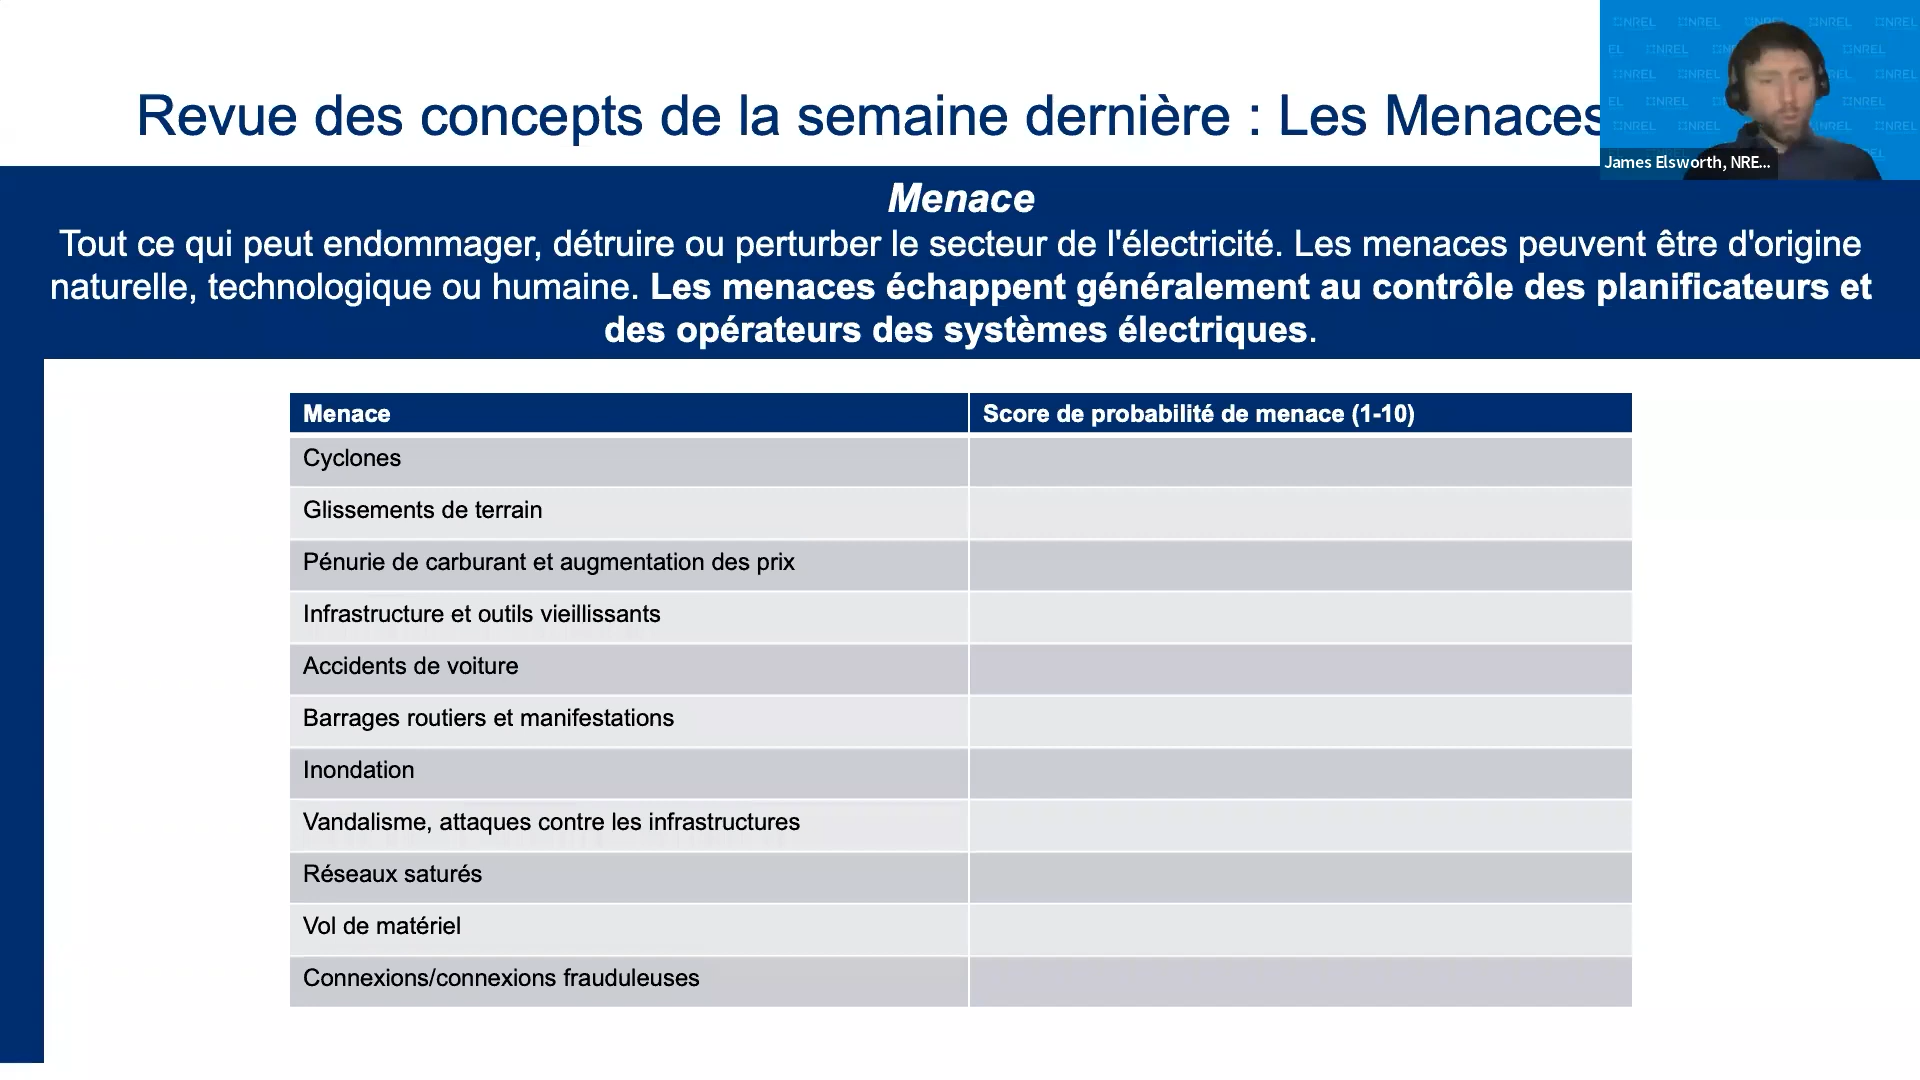 Revue des concepts de la semaine dernière : Les Menaces
James Elsworth, NRE...
Menace
Tout ce qui peut endommager, détruire ou perturber le secteur de l'électricité. Les menaces peuvent être d'origine
naturelle, technologique ou humaine. Les menaces échappent généralement au contrôle des planificateurs et
des opérateurs des systèmes électriques.
Menace
Score de probabilité de menace (1-10)
Cyclones
Glissements de terrain
Pénurie de carburant et augmentation des prix
Infrastructure et outils vieillissants
Accidents de voiture
Barrages routiers et manifestations
Inondation
Vandalisme, attaques contre les infrastructures
Réseaux saturés
Vol de matériel
Connexions/connexions frauduleuses